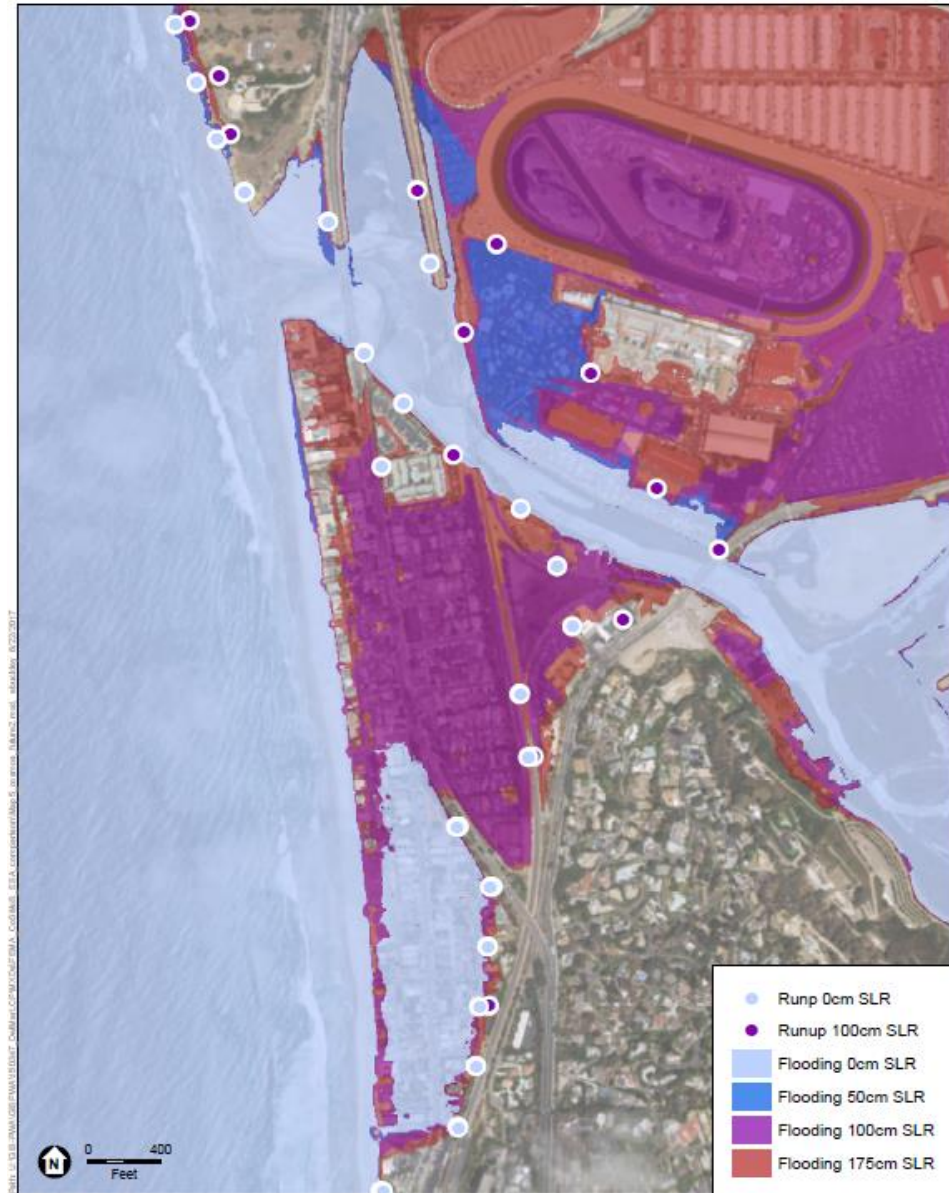 Runp 0cm SLR
Runup 100cm SLR
Flooding 0cm SLR
Flooding 50cm SLR
Flooding 100cm SLR
Flooding 175cm SLR
N
0 400
Feet